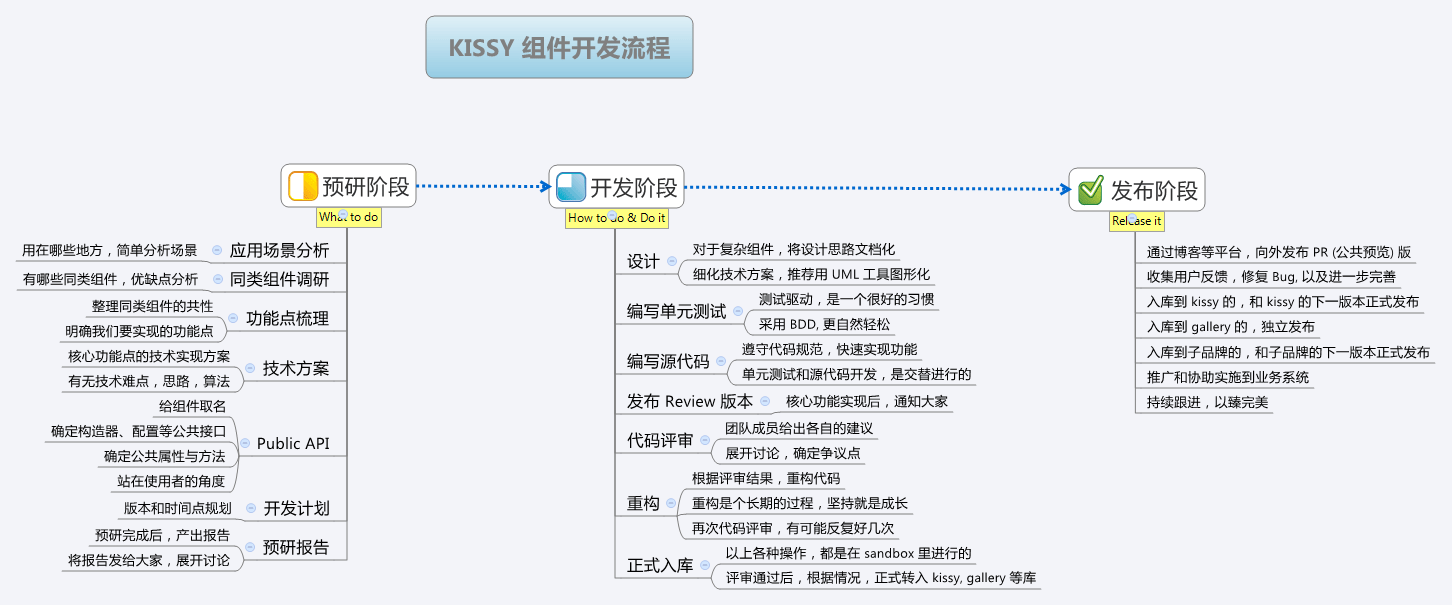 KISSY 组件开发流程
预研阶段
What to do
应用场景分析
用在哪些地方，简单分析场景
同类组件调研
有哪些同类组件，优缺点分析
功能点梳理
整理同类组件的共性
明确我们要实现的功能点
技术方案
核心功能点的技术实现方案
有无技术难点，思路，算法
Public API
给组件取名
确定构造器、配置等公共接口
确定公共属性与方法
站在使用者的角度
开发计划
版本和时间点规划
预研报告
预研完成后，产出报告
将报告发给大家，展开讨论
开发阶段
How to do & Do it
设计
对于复杂组件，将设计思路文档化
细化技术方案，推荐用 UML 工具图形化
编写单元测试
测试驱动，是一个很好的习惯
采用 BDD, 更自然轻松
编写源代码
遵守代码规范，快速实现功能
单元测试和源代码开发，是交替进行的
发布 Review 版本
核心功能实现后，通知大家
代码评审
团队成员给出各自的建议
展开讨论，确定争议点
重构
根据评审结果，重构代码
重构是个长期的过程，坚持就是成长
再次代码评审，有可能反复好几次
正式入库
以上各种操作，都是在 sandbox 里进行的
评审通过后，根据情况，正式转入 kissy, gallery 等库
发布阶段
Release it
通过博客等平台，向外发布 PR (公共预览) 版
收集用户反馈，修复 Bug, 以及进一步完善
入库到 kissy 的，和 kissy 的下一版本正式发布
入库到 gallery 的，独立发布
入库到子品牌的，和子品牌的下一版本正式发布
推广和协助实施到业务系统
持续跟进，以臻完美